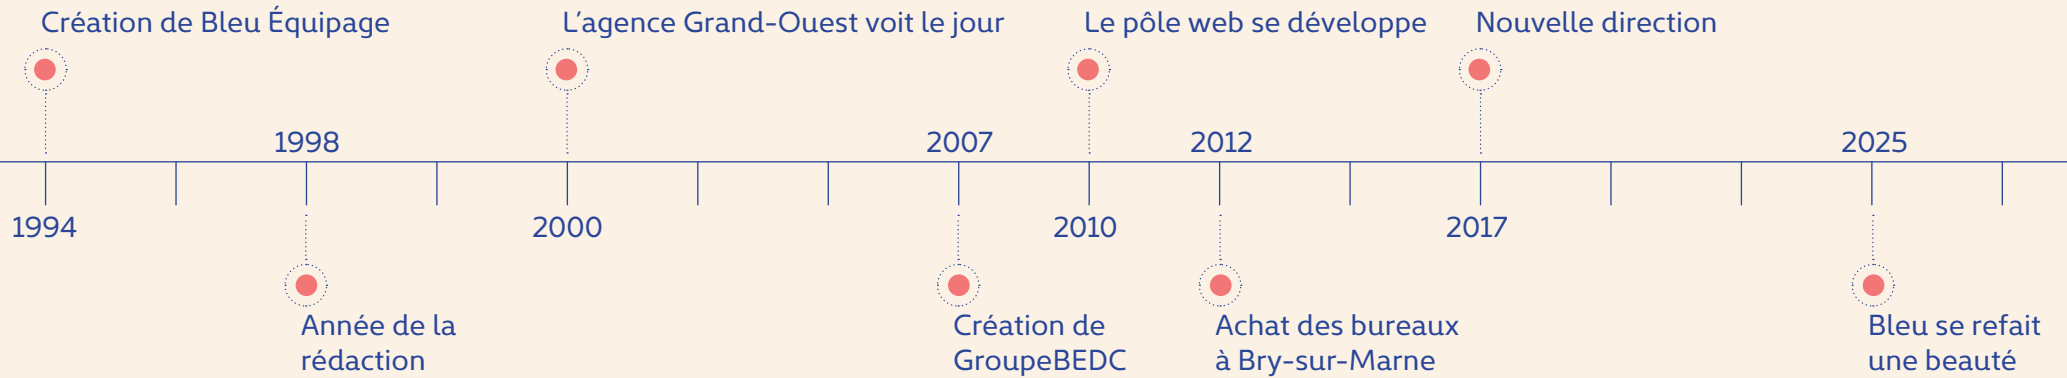 Création de Bleu Équipage
L’agence Grand-Ouest voit le jour
Le pôle web se développe
Nouvelle direction
1998
2007
2012
2025
1994
2000
2010
2017
Année de la
rédaction
Création de
GroupeBEDC
Achat des bureaux
à Bry-sur-Marne
Bleu se refait
une beauté